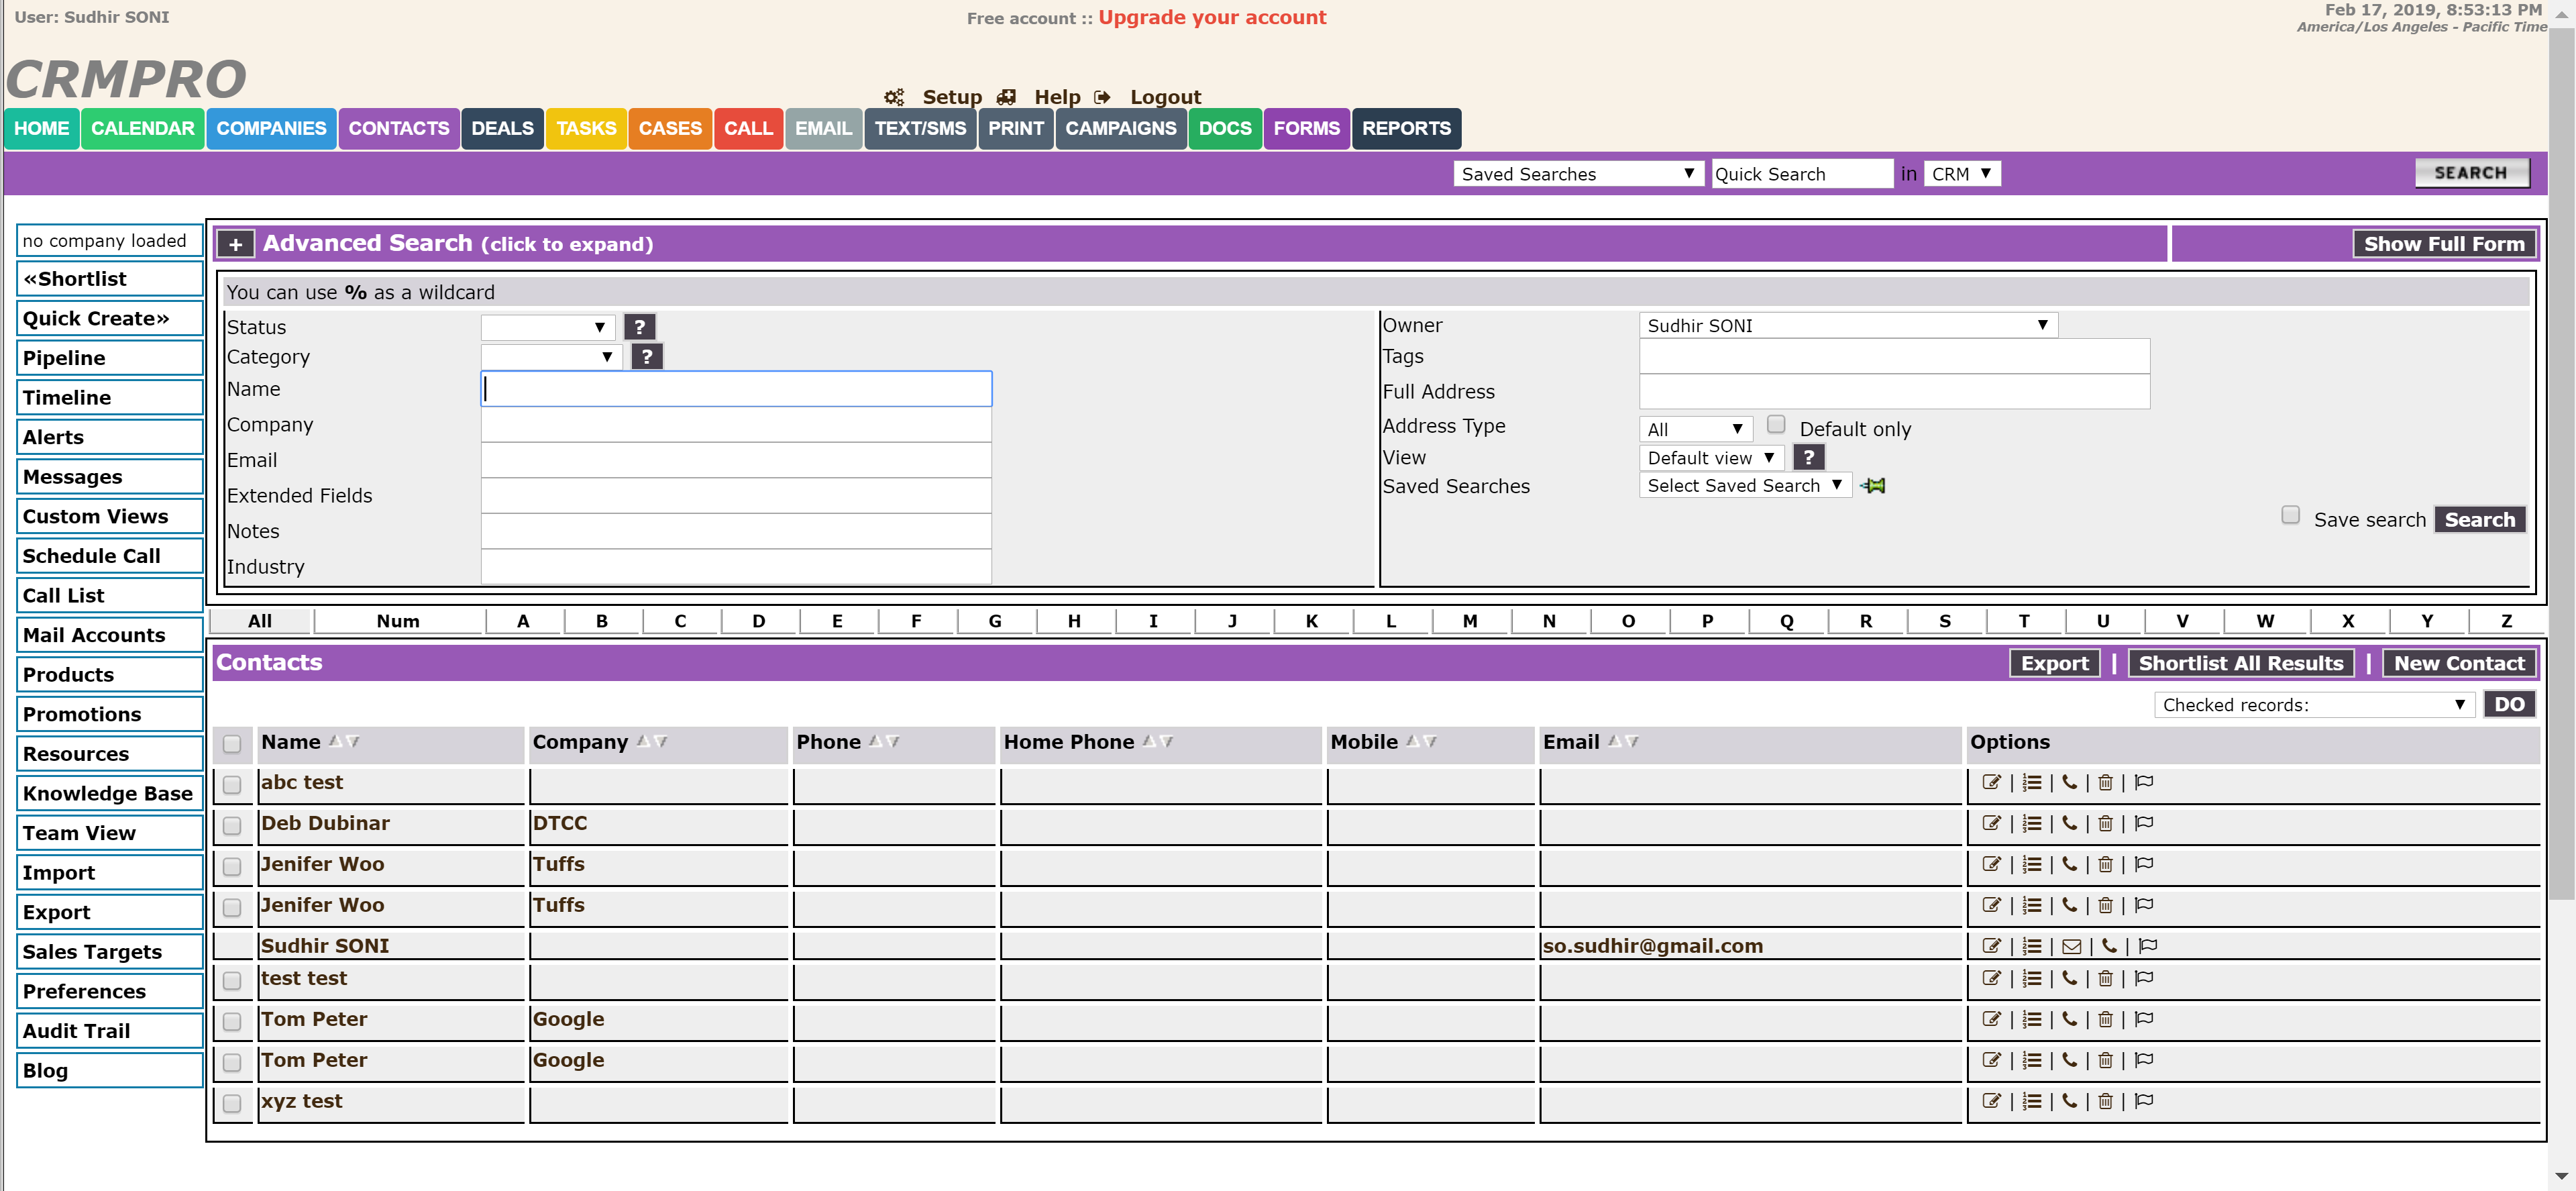 User: Sudhir SONI
Free account :: Upgrade your account
Feb 17, 2019, 8:53:13 PM
America/Los Angeles - Pacific Time
CRMPRO
Setup Help Logout
HOME CALENDAR COMPANIES CONTACTS DEALS TASKS CASES CALL EMAIL TEXT/SMS PRINT CAMPAIGNS DOCS FORMS REPORTS
Saved Searches Quick Search in CRM SEARCH
no company loaded
«Shortlist
Quick Create»
Pipeline
Timeline
Alerts
Messages
Custom Views
Schedule Call
Call List
Mail Accounts
Products
Promotions
Resources
Knowledge Base
Team View
Import
Export
Sales Targets
Preferences
Audit Trail
Blog
+ Advanced Search (click to expand) Show Full Form
You can use % as a wildcard
Status ?
Category ?
Name
Company
Email
Extended Fields
Notes
Industry
Owner Sudhir SONI
Tags
Full Address
Address Type All Default only
View Default view ?
Saved Searches Select Saved Search
Save search Search
All Num A B C D E F G H I J K L M N O P Q R S T U V W X Y Z
Contacts Export | Shortlist All Results | New Contact
Checked records: DO
Name Company Phone Home Phone Mobile Email Options
abc test | | | |
Deb Dubinar DTCC | | | |
Jenifer Woo Tuffs | | | |
Jenifer Woo Tuffs | | | |
Sudhir SONI so.sudhir@gmail.com | | | |
test test | | | |
Tom Peter Google | | | |
Tom Peter Google | | | |
xyz test | | | |